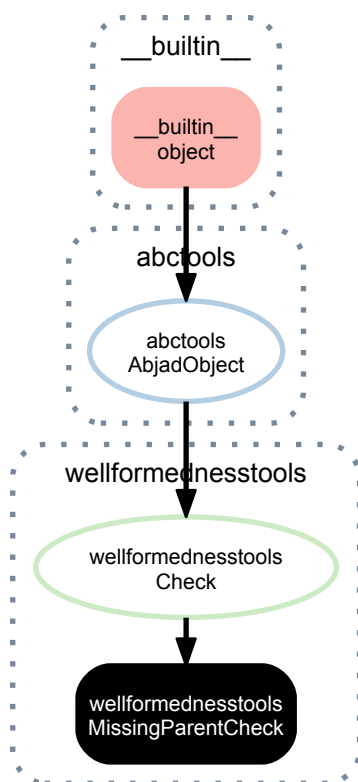 __builtin__
__builtin__
object
abctools
abctools
AbjadObject
wellformednesstools
wellformednesstools
Check
wellformednesstools
MissingParentCheck